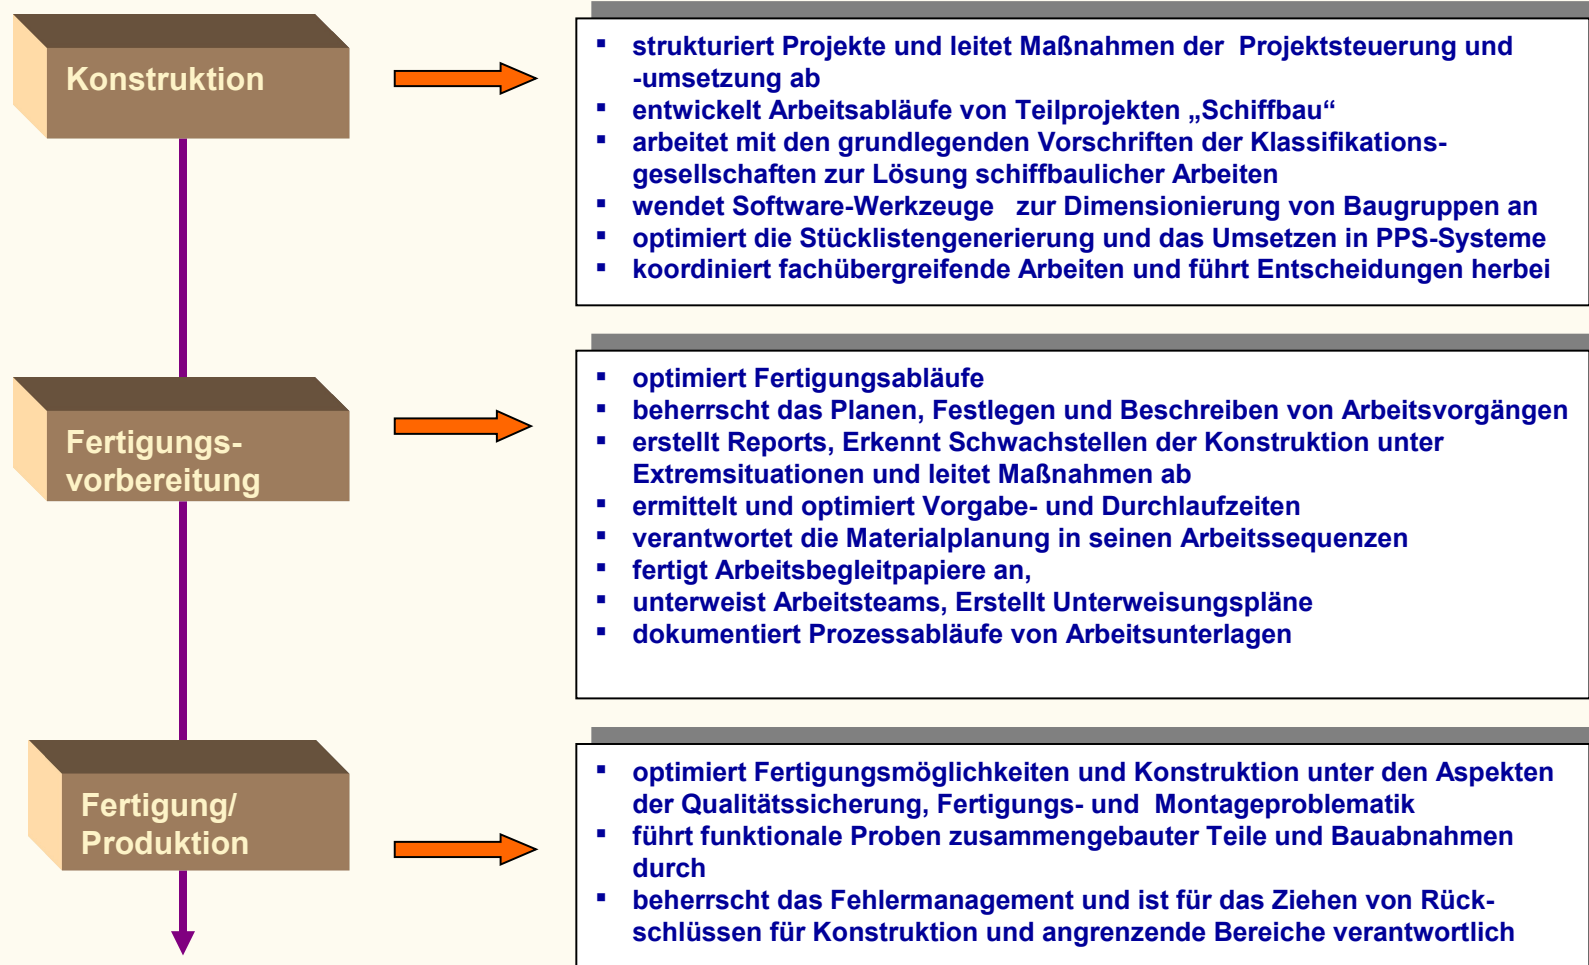 Konstruktion
▪ strukturiert Projekte und leitet Maßnahmen der Projektsteuerung und
-umsetzung ab
▪ entwickelt Arbeitsabläufe von Teilprojekten „Schiffbau“
▪ arbeitet mit den grundlegenden Vorschriften der Klassifikations-
gesellschaften zur Lösung schiffbaulicher Arbeiten
▪ wendet Software-Werkzeuge zur Dimensionierung von Baugruppen an
▪ optimiert die Stücklistengenerierung und das Umsetzen in PPS-Systeme
▪ koordiniert fachübergreifende Arbeiten und führt Entscheidungen herbei
Fertigungs-
vorbereitung
▪ optimiert Fertigungsabläufe
▪ beherrscht das Planen, Festlegen und Beschreiben von Arbeitsvorgängen
▪ erstellt Reports, Erkennt Schwachstellen der Konstruktion unter
Extremsituationen und leitet Maßnahmen ab
▪ ermittelt und optimiert Vorgabe- und Durchlaufzeiten
▪ verantwortet die Materialplanung in seinen Arbeitssequenzen
▪ fertigt Arbeitsbegleitpapiere an,
▪ unterweist Arbeitsteams, Erstellt Unterweisungspläne
▪ dokumentiert Prozessabläufe von Arbeitsunterlagen
Fertigung/
Produktion
▪ optimiert Fertigungsmöglichkeiten und Konstruktion unter den Aspekten
der Qualitätssicherung, Fertigungs- und Montageproblematik
▪ führt funktionale Proben zusammengebauter Teile und Bauabnahmen
durch
▪ beherrscht das Fehlermanagement und ist für das Ziehen von Rück-
schlüssen für Konstruktion und angrenzende Bereiche verantwortlich